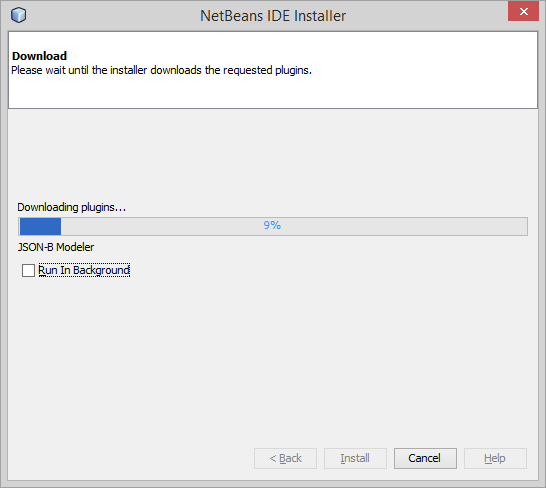 NetBeans IDE Installer
Download
Please wait until the installer downloads the requested plugins.
Downloading plugins...
9%
JSON-B Modeler
Run In Background
< Back Install Cancel Help